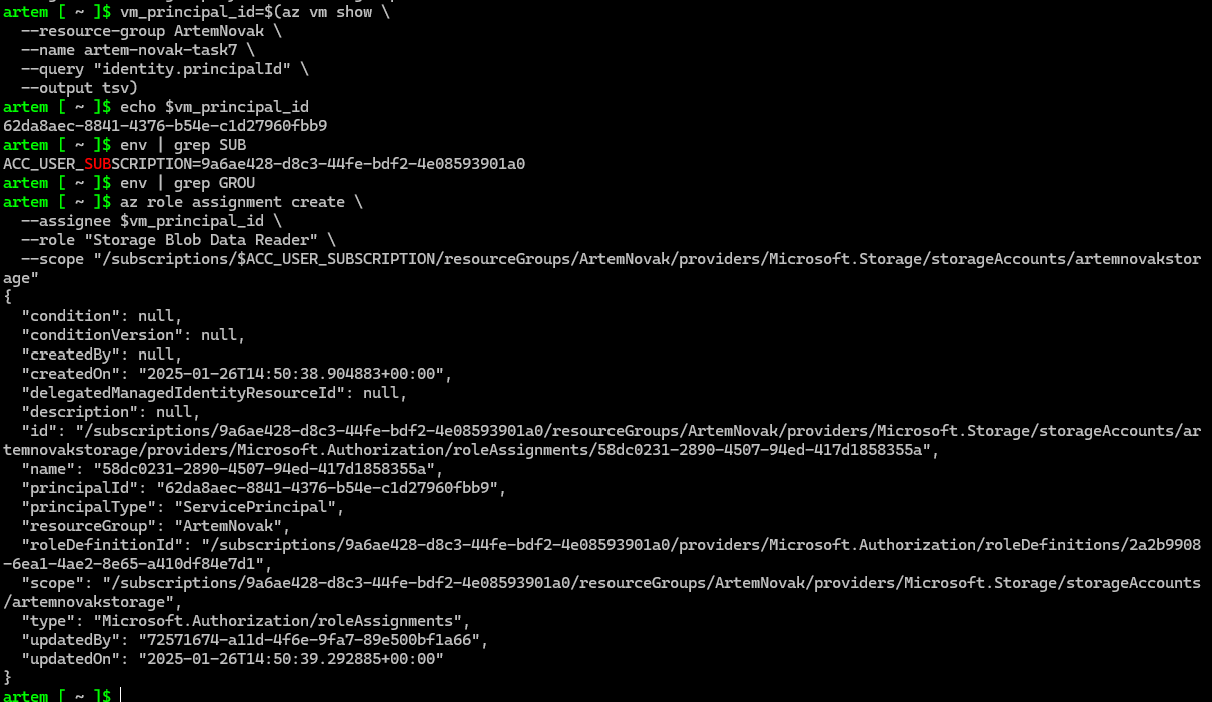 artem [ ~ ]$ vm_principal_id=$(az vm show \
  --resource-group ArtemNovak \
  --name artem-novak-task7 \
  --query "identity.principalId" \
  --output tsv)
artem [ ~ ]$ echo $vm_principal_id
62da8aec-8841-4376-b54e-c1d27960fbb9
artem [ ~ ]$ env | grep SUB
ACC_USER_SUBSCRIPTION=9a6ae428-d8c3-44fe-bdf2-4e08593901a0
artem [ ~ ]$ env | grep GROU
artem [ ~ ]$ az role assignment create \
  --assignee $vm_principal_id \
  --role "Storage Blob Data Reader" \
  --scope "/subscriptions/$ACC_USER_SUBSCRIPTION/resourceGroups/ArtemNovak/providers/Microsoft.Storage/storageAccounts/artemnovakstor
age"
{
  "condition": null,
  "conditionVersion": null,
  "createdBy": null,
  "createdOn": "2025-01-26T14:50:38.904883+00:00",
  "delegatedManagedIdentityResourceId": null,
  "description": null,
  "id": "/subscriptions/9a6ae428-d8c3-44fe-bdf2-4e08593901a0/resourceGroups/ArtemNovak/providers/Microsoft.Storage/storageAccounts/ar
temnovakstorage/providers/Microsoft.Authorization/roleAssignments/58dc0231-2890-4507-94ed-417d1858355a",
  "name": "58dc0231-2890-4507-94ed-417d1858355a",
  "principalId": "62da8aec-8841-4376-b54e-c1d27960fbb9",
  "principalType": "ServicePrincipal",
  "resourceGroup": "ArtemNovak",
  "roleDefinitionId": "/subscriptions/9a6ae428-d8c3-44fe-bdf2-4e08593901a0/providers/Microsoft.Authorization/roleDefinitions/2a2b9908
-6ea1-4ae2-8e65-a410df84e7d1",
  "scope": "/subscriptions/9a6ae428-d8c3-44fe-bdf2-4e08593901a0/resourceGroups/ArtemNovak/providers/Microsoft.Storage/storageAccounts
/artemnovakstorage",
  "type": "Microsoft.Authorization/roleAssignments",
  "updatedBy": "72571674-a11d-4f6e-9fa7-89e500bf1a66",
  "updatedOn": "2025-01-26T14:50:39.292885+00:00"
}
artem [ ~ ]$